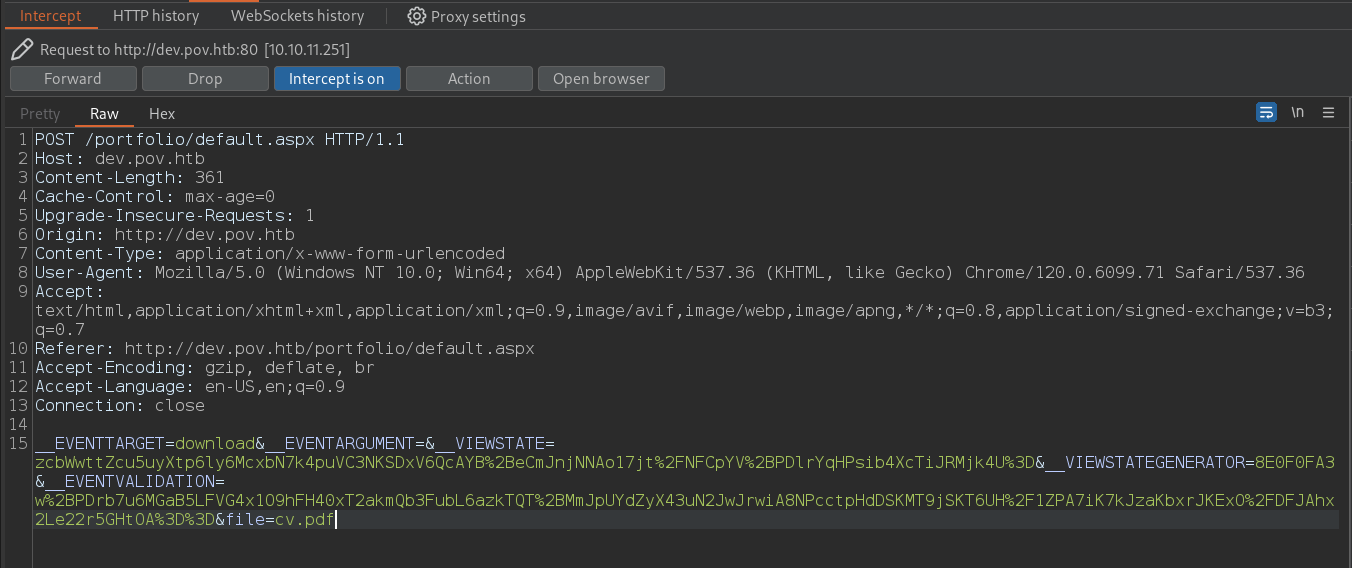 Intercept HTTP history WebSockets history Proxy settings
Request to http://dev.pov.htb:80 [10.10.11.251]
Forward Drop Intercept is on Action Open browser
Pretty Raw Hex \n
1 POST /portfolio/default.aspx HTTP/1.1
2 Host: dev.pov.htb
3 Content-Length: 361
4 Cache-Control: max-age=0
5 Upgrade-Insecure-Requests: 1
6 Origin: http://dev.pov.htb
7 Content-Type: application/x-www-form-urlencoded
8 User-Agent: Mozilla/5.0 (Windows NT 10.0; Win64; x64) AppleWebKit/537.36 (KHTML, like Gecko) Chrome/120.0.6099.71 Safari/537.36
9 Accept:
text/html,application/xhtml+xml,application/xml;q=0.9,image/avif,image/webp,image/apng,*/*;q=0.8,application/signed-exchange;v=b3;
q=0.7
10 Referer: http://dev.pov.htb/portfolio/default.aspx
11 Accept-Encoding: gzip, deflate, br
12 Accept-Language: en-US,en;q=0.9
13 Connection: close
14
15 __EVENTTARGET=download&__EVENTARGUMENT=&__VIEWSTATE=
zcbWwttZcu5uyXtp6ly6McxbN7k4puVC3NKSDxV6QcAYB%2BeCmJnjNNAo17jt%2FNFCpYV%2BPDlrYqHPsib4XcTiJRMjk4U%3D&__VIEWSTATEGENERATOR=8E0F0FA3
&__EVENTVALIDATION=
w%2BPDrb7u6MGaB5LFVG4x1O9hFH40xT2akmQb3FubL6azkTQT%2BMmJpUYdZyX43uN2JwJrwiA8NPcctpHdDSKMT9jSKT6UH%2F1ZPA7iK7kJzaKbxrJKExO%2FDFJAhx
2Le22r5GHtOA%3D%3D&file=cv.pdf